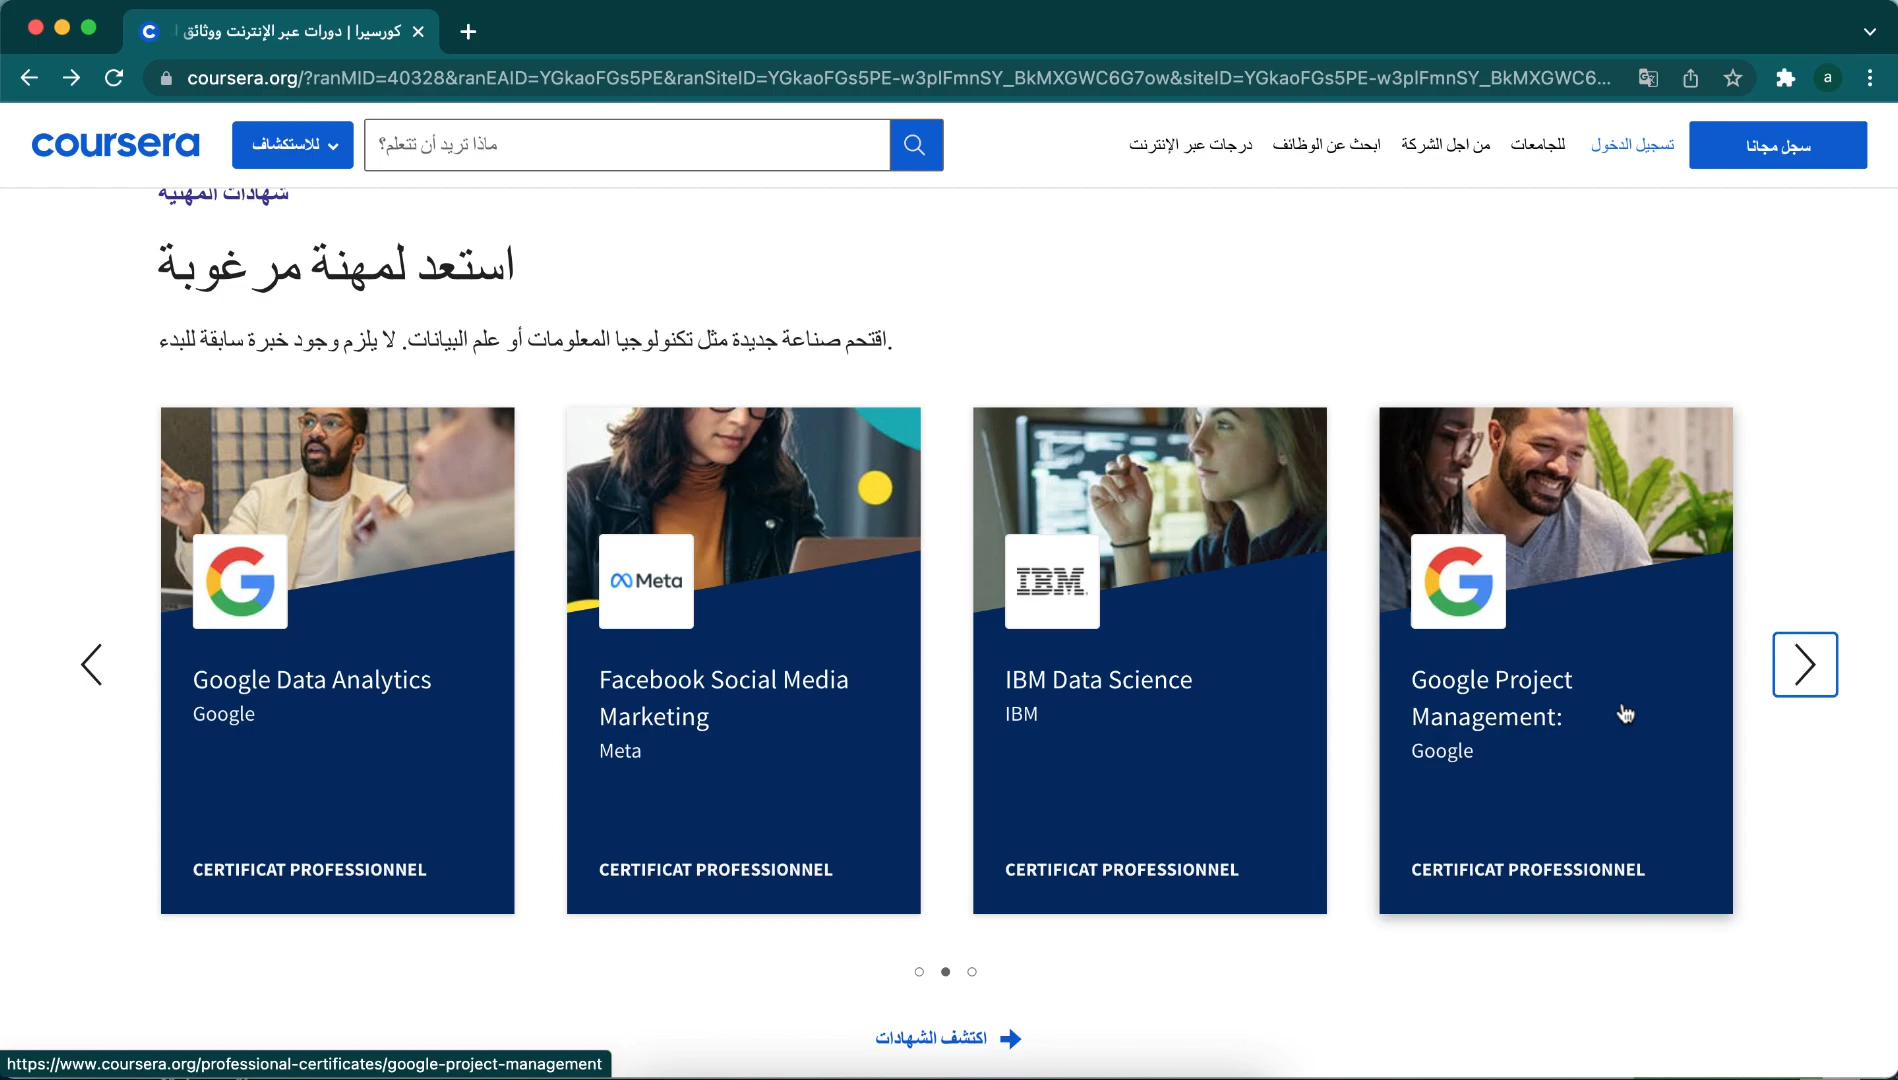 كورسيرا | دورات عبر الإنترنت ووثائق ا
coursera.org/?ranMID=40328&ranEAID=YGkaoFGs5PE&ranSiteID=YGkaoFGs5PE-w3plFmnSY_BkMXGWC6G7ow&siteID=YGkaoFGs5PE-w3plFmnSY_BkMXGWC6...
a
coursera
للاستكشاف
ماذا تريد أن تتعلم؟
درجات عبر الإنترنت
ابحث عن الوظائف
من اجل الشركة
للجامعات
تسجيل الدخول
سجل مجانا
شهادات المهنية
استعد لمهنة مرغوبة
اقتحم صناعة جديدة مثل تكنولوجيا المعلومات أو علم البيانات. لا يلزم وجود خبرة سابقة للبدء.
Google Data Analytics
Google
CERTIFICAT PROFESSIONNEL
Meta
Facebook Social Media
Marketing
Meta
CERTIFICAT PROFESSIONNEL
IBM
IBM Data Science
IBM
CERTIFICAT PROFESSIONNEL
Google Project
Management:
Google
CERTIFICAT PROFESSIONNEL
اكتشف الشهادات
https://www.coursera.org/professional-certificates/google-project-management